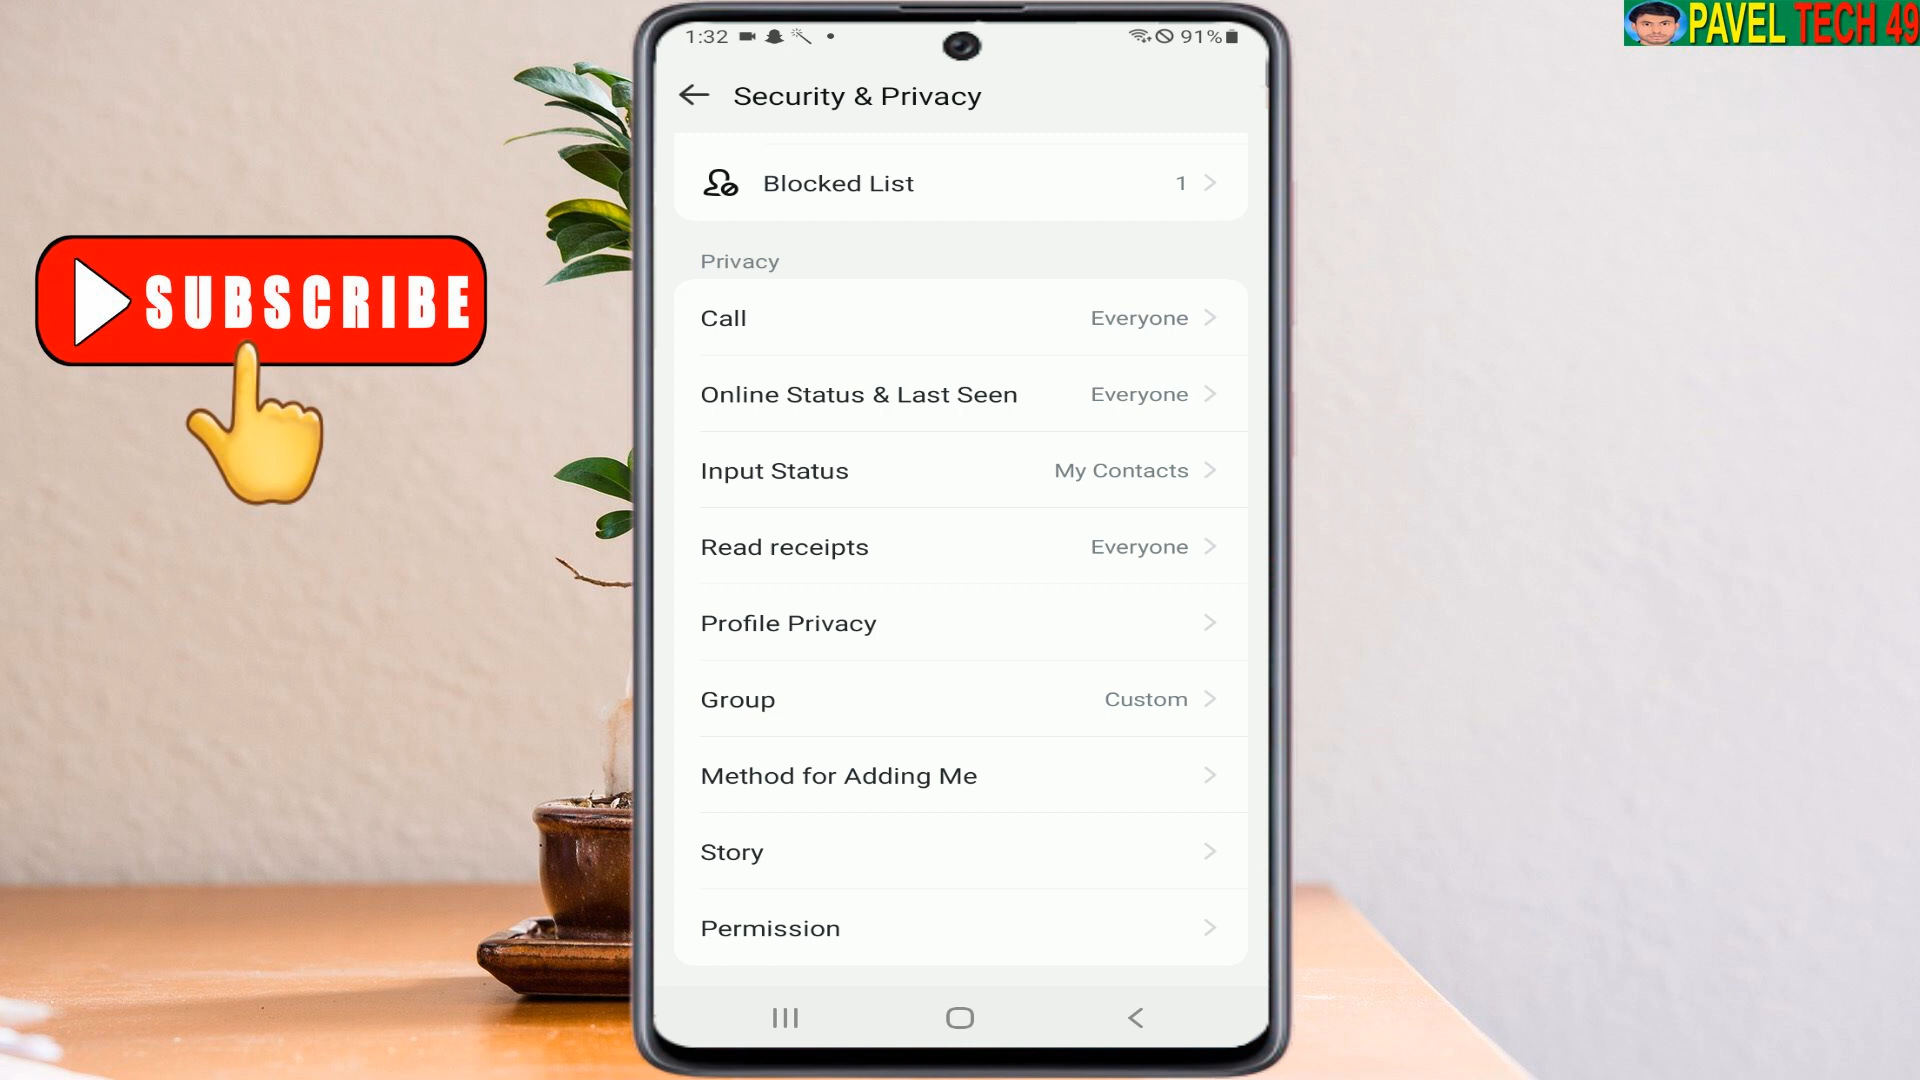 PAVEL TECH 49
1:32
91%
Security & Privacy
Blocked List 1
Privacy
Call Everyone
Online Status & Last Seen Everyone
Input Status My Contacts
Read receipts Everyone
Profile Privacy
Group Custom
Method for Adding Me
Story
Permission
SUBSCRIBE